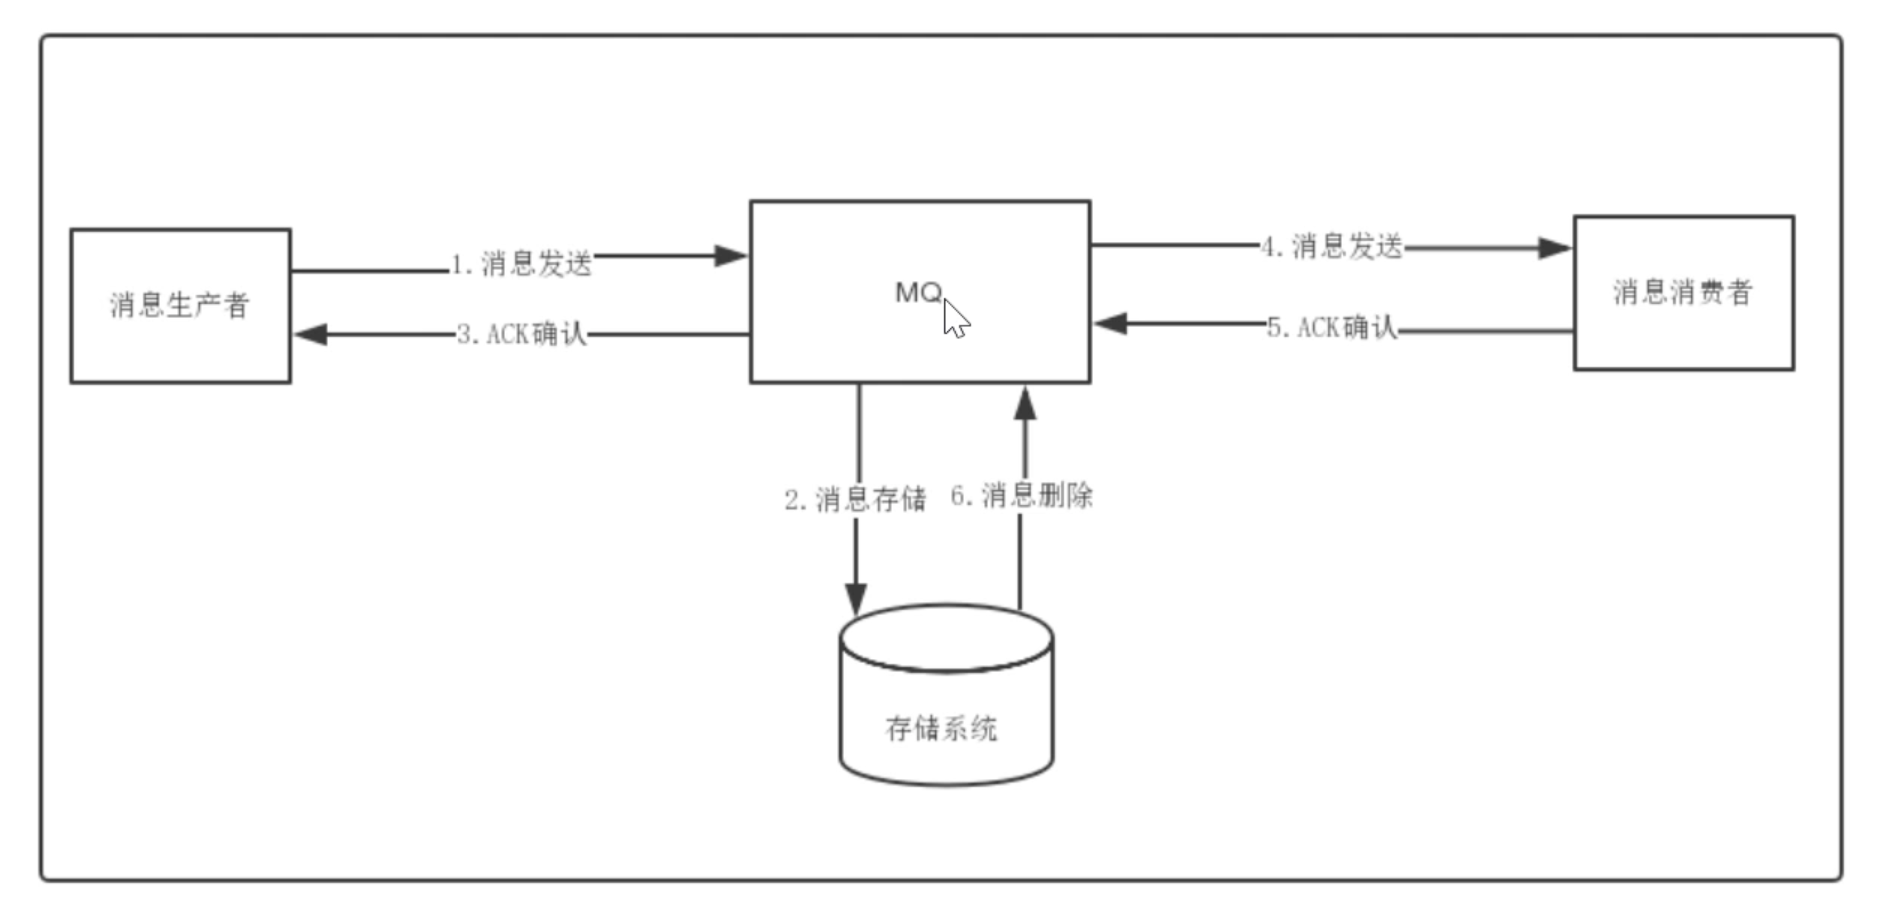 消息生产者
1.消息发送
3.ACK确认
MQ
4.消息发送
5.ACK确认
消息消费者
2.消息存储
6.消息删除
存储系统